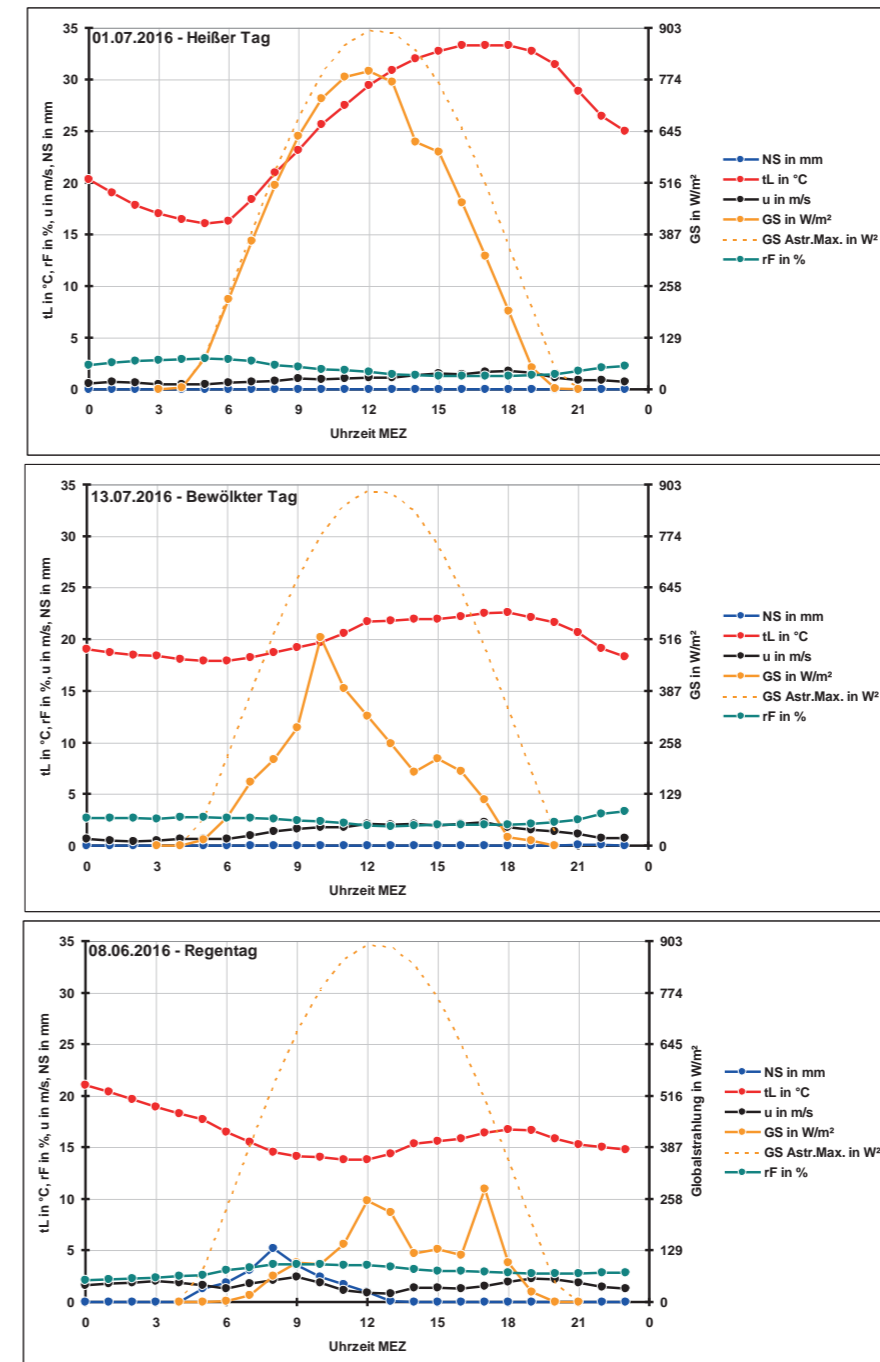 01.07.2016 - Heißer Tag
tL in °C, rF in %, u in m/s, NS in mm
35
30
25
20
15
10
5
0
903
774
645
516
387
258
129
0
GS in W/m²
0 3 6 9 12 15 18 21 0
Uhrzeit MEZ
NS in mm
tL in °C
u in m/s
GS in W/m²
GS Astr.Max. in W²
rF in %
13.07.2016 - Bewölkter Tag
tL in °C, rF in %, u in m/s, NS in mm
35
30
25
20
15
10
5
0
903
774
645
516
387
258
129
0
GS in W/m²
0 3 6 9 12 15 18 21 0
Uhrzeit MEZ
NS in mm
tL in °C
u in m/s
GS in W/m²
GS Astr.Max. in W²
rF in %
08.06.2016 - Regentag
tL in °C, rF in %, u in m/s, NS in mm
35
30
25
20
15
10
5
0
903
774
645
516
387
258
129
0
Globalstrahlung in W/m²
0 3 6 9 12 15 18 21 0
Uhrzeit MEZ
NS in mm
tL in °C
u in m/s
GS in W/m²
GS Astr.Max. in W²
rF in %